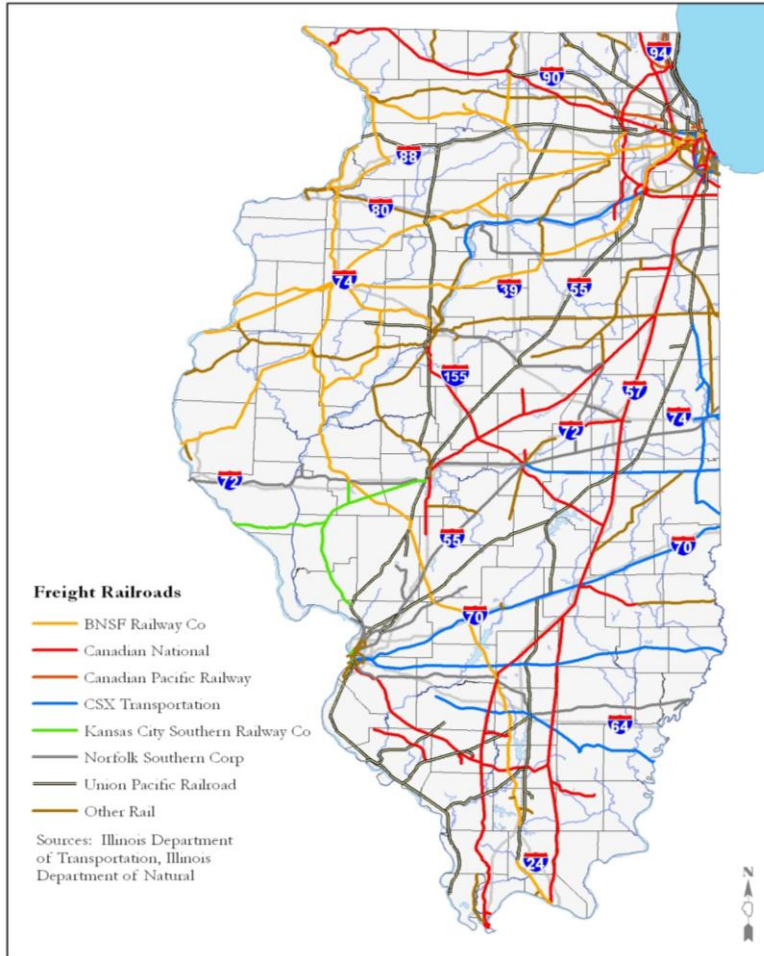 94
90
88
80
74
39
55
155
57
72
74
72
55
70
70
64
24
Freight Railroads
BNSF Railway Co
Canadian National
Canadian Pacific Railway
CSX Transportation
Kansas City Southern Railway Co
Norfolk Southern Corp
Union Pacific Railroad
Other Rail
Sources: Illinois Department
of Transportation, Illinois
Department of Natural
N